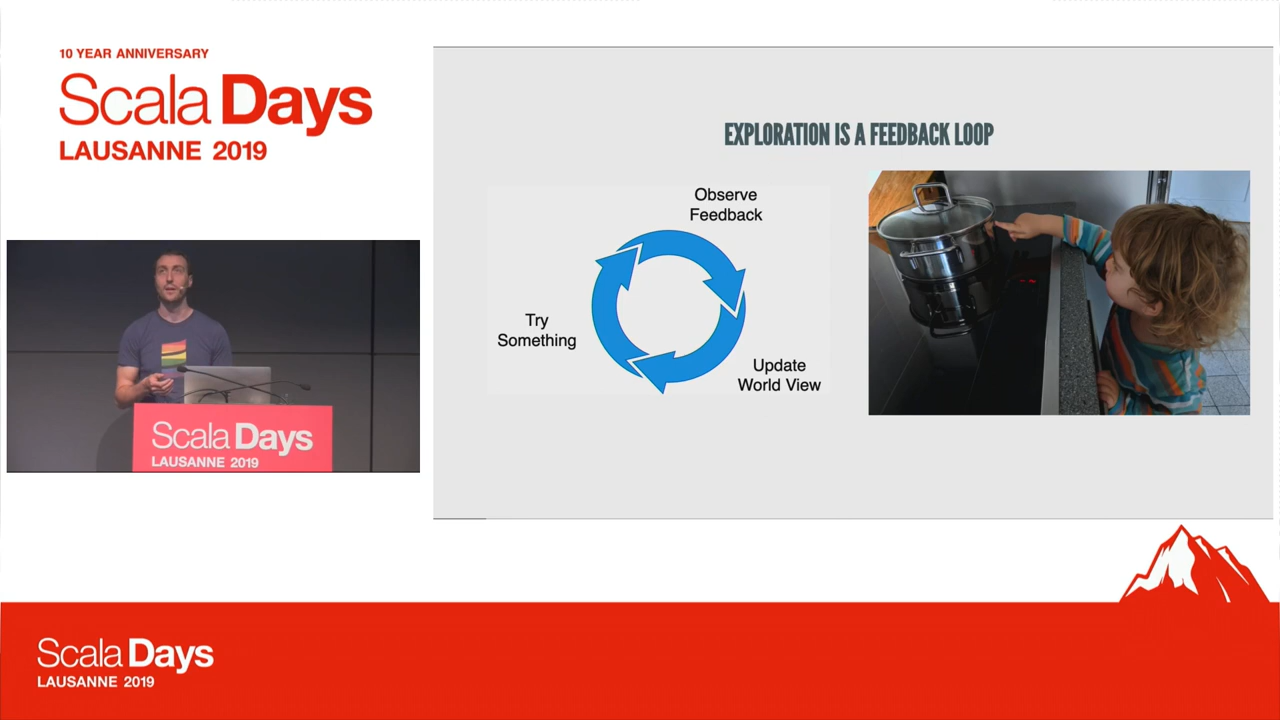 10 YEAR ANNIVERSARY
Scala Days
LAUSANNE 2019
EXPLORATION IS A FEEDBACK LOOP
Observe
Feedback
Try
Something
Update
World View
Scala Days
LAUSANNE 2019
Scala Days
LAUSANNE 2019